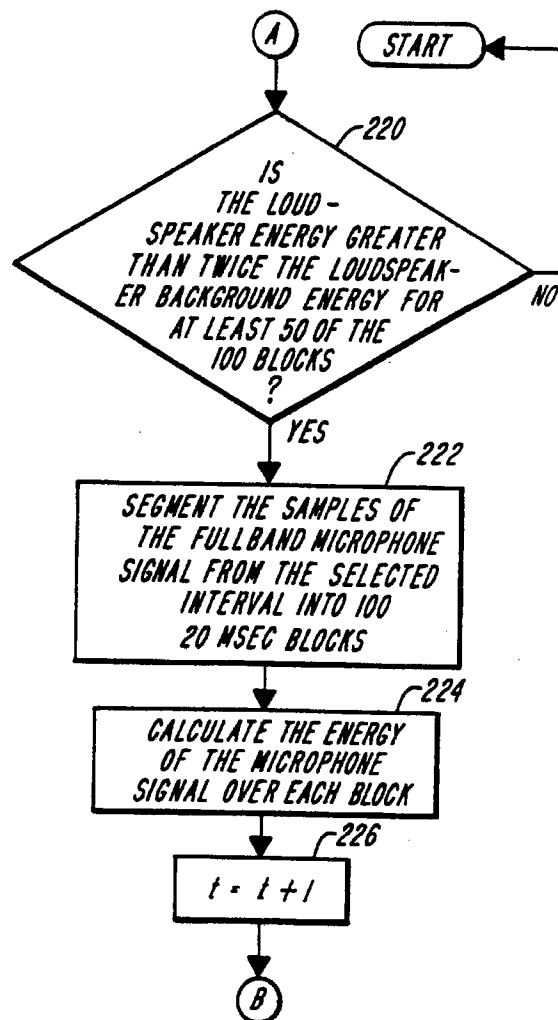 A
START
220
IS
THE LOUD-
SPEAKER ENERGY GREATER
THAN TWICE THE LOUDSPEAK-
ER BACKGROUND ENERGY FOR
AT LEAST 50 OF THE
100 BLOCKS
?
NO
YES
222
SEGMENT THE SAMPLES OF
THE FULLBAND MICROPHONE
SIGNAL FROM THE SELECTED
INTERVAL INTO 100
20 MSEC BLOCKS
224
CALCULATE THE ENERGY
OF THE MICROPHONE
SIGNAL OVER EACH BLOCK
226
t = t + 1
B